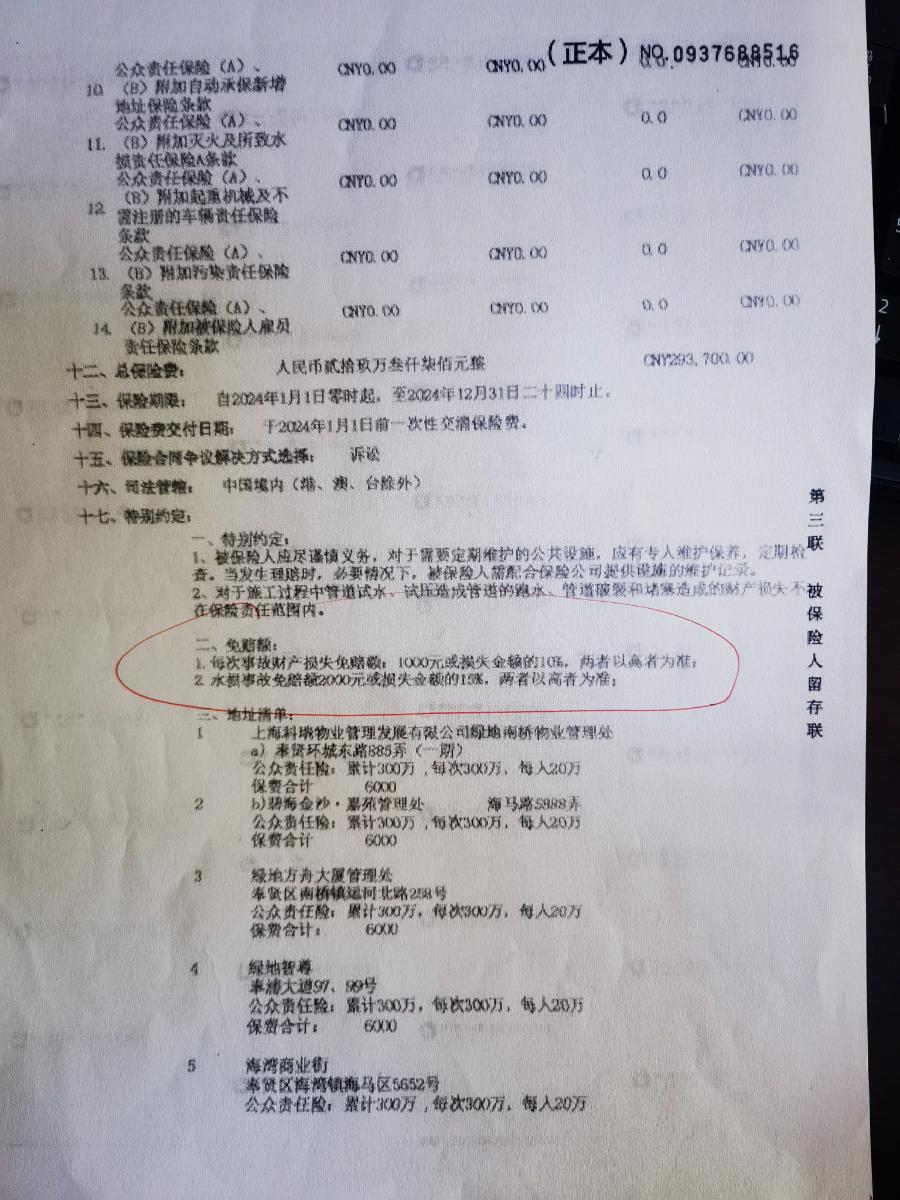 （正本）NO.0937688516
公众责任保险（A）、 CNY0.00 CNY0.00 0.0 CNY0.00
10. （B）附加自动承保新增
地址保险条款
公众责任保险（A）、 CNY0.00 CNY0.00 0.0 CNY0.00
11. （B）附加灭火及所致水
损责任保险A条款
公众责任保险（A）、 CNY0.00 CNY0.00 0.0 CNY0.00
（B）附加起重机械及不
12. 需注册的车辆责任保险
条款
公众责任保险（A）、 CNY0.00 CNY0.00 0.0 CNY0.00
13. （B）附加污染责任保险
条款
公众责任保险（A）、 CNY0.00 CNY0.00 0.0 CNY0.00
14. （B）附加被保险人雇员
责任保险条款
十二、总保险费： 人民币贰拾玖万叁仟柒佰元整 CNY293,700.00
十三、保险期限： 自2024年1月1日零时起，至2024年12月31日二十四时止。
十四、保险费交付日期： 于2024年1月1日前一次性交清保险费。
十五、保险合同争议解决方式选择： 诉讼
十六、司法管辖： 中国境内（港、澳、台除外）
十七、特别约定：
一、特别约定：
1、被保险人应尽谨慎义务，对于需要定期维护的公共设施，应有专人维护保养，定期检
查。当发生理赔时，必要情况下，被保险人需配合保险公司提供设施的维护记录。
2、对于施工过程中管道试水、试压造成管道的跑水、管道破裂和堵塞造成的财产损失不
在保险责任范围内。
二、免赔额：
1. 每次事故财产损失免赔额：1000元或损失金额的10%，两者以高者为准；
2. 水损事故免赔额2000元或损失金额的15%，两者以高者为准；
三、地址清单：
1 上海科瑞物业管理发展有限公司绿地南桥物业管理处
a）奉贤环城东路885弄（一期）
公众责任险：累计300万，每次300万，每人20万
保费合计 6000
2 b)碧海金沙·嘉苑管理处 海马路5888弄
公众责任险：累计300万，每次300万，每人20万
保费合计 6000
3 绿地方舟大厦管理处
奉贤区南桥镇运河北路258号
公众责任险：累计300万，每次300万，每人20万
保费合计： 6000
4 绿地智尊
奉浦大道97、99号
公众责任险：累计300万，每次300万，每人20万
保费合计： 6000
5 海湾商业街
奉贤区海湾镇海马区5652号
公众责任险：累计300万，每次300万，每人20万
第三联 被保险人留存联